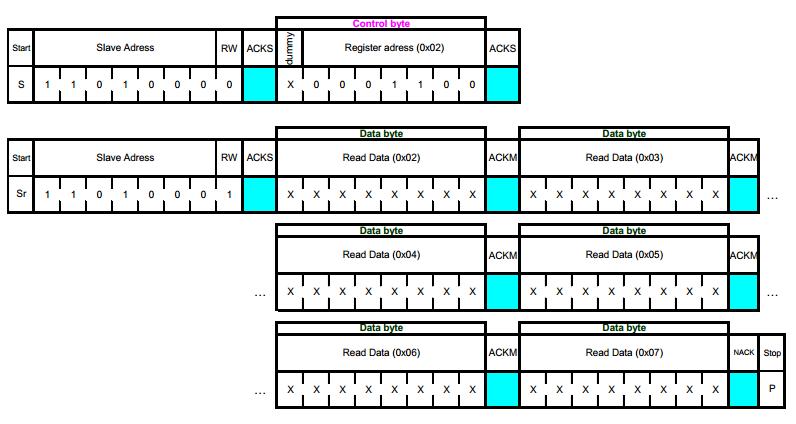 Control byte
Start Slave Adress RW ACKS dummy Register adress (0x02) ACKS
S 1 1 0 1 0 0 0 0 X 0 0 0 1 1 0 0
Data byte Data byte
Start Slave Adress RW ACKS Read Data (0x02) ACKM Read Data (0x03) ACKM
Sr 1 1 0 1 0 0 0 1 X X X X X X X X X X X X X X X X …
Data byte Data byte
Read Data (0x04) ACKM Read Data (0x05) ACKM
… X X X X X X X X X X X X X X X X …
Data byte Data byte
Read Data (0x06) ACKM Read Data (0x07) NACK Stop
… X X X X X X X X X X X X X X X X P